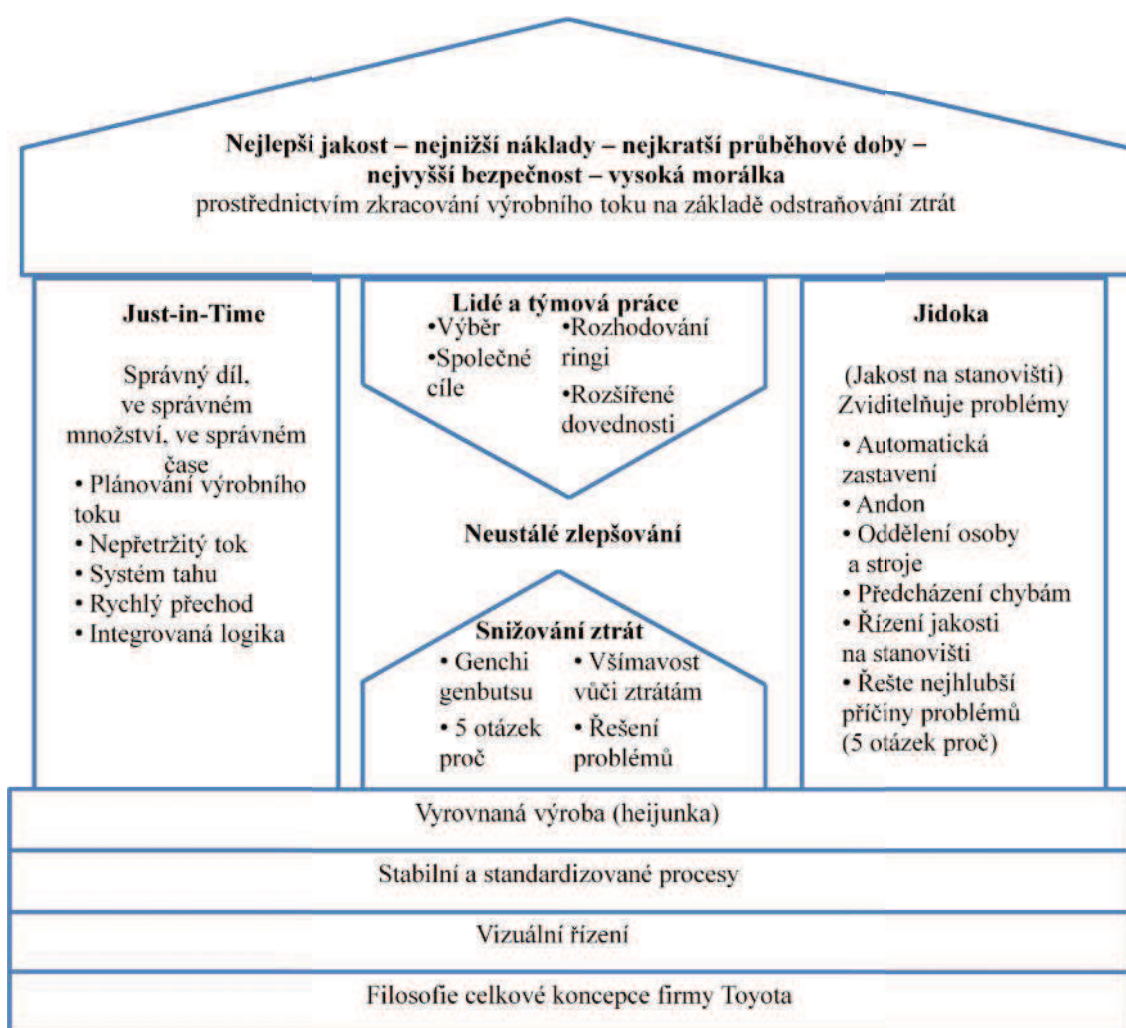 Nejlepší jakost – nejnižší náklady – nejkratší průběhové doby –
nejvyšší bezpečnost – vysoká morálka
prostřednictvím zkracování výrobního toku na základě odstraňování ztrát
Just-in-Time
Správný díl,
ve správném
množství, ve správném
čase
• Plánování výrobního
toku
• Nepřetržitý tok
• Systém tahu
• Rychlý přechod
• Integrovaná logika
Lidé a týmová práce
•Výběr
•Společné
cíle
•Rozhodování
ringi
•Rozšířené
dovednosti
Neustálé zlepšování
Snižování ztrát
• Genchi
genbutsu
• 5 otázek
proč
• Všímavost
vůči ztrátám
• Řešení
problémů
Jidoka
(Jakost na stanovišti)
Zviditelňuje problémy
• Automatická
zastavení
• Andon
• Oddělení osoby
a stroje
• Předcházení chybám
• Řízení jakosti
na stanovišti
• Řešte nejhlubší
příčiny problémů
(5 otázek proč)
Vyrovnaná výroba (heijunka)
Stabilní a standardizované procesy
Vizuální řízení
Filosofie celkové koncepce firmy Toyota